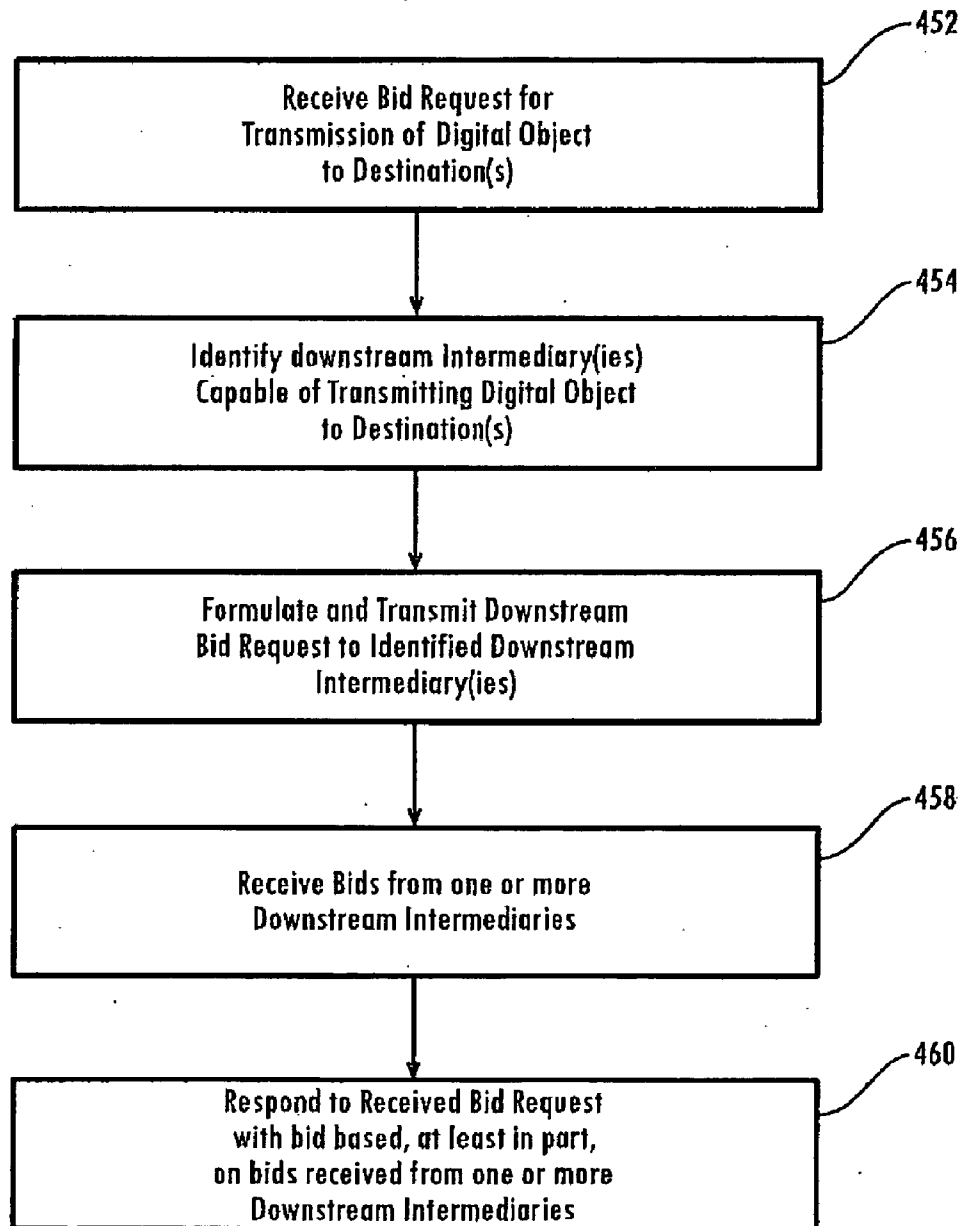 452
Receive Bid Request for
Transmission of Digital Object
to Destination(s)
454
Identify downstream Intermediary(ies)
Capable of Transmitting Digital Object
to Destination(s)
456
Formulate and Transmit Downstream
Bid Request to Identified Downstream
Intermediary(ies)
458
Receive Bids from one or more
Downstream Intermediaries
460
Respond to Received Bid Request
with bid based, at least in part,
on bids received from one or more
Downstream Intermediaries